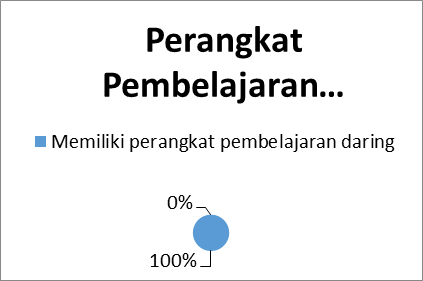 Perangkat
Pembelajaran...
Memiliki perangkat pembelajaran daring
0%
100%